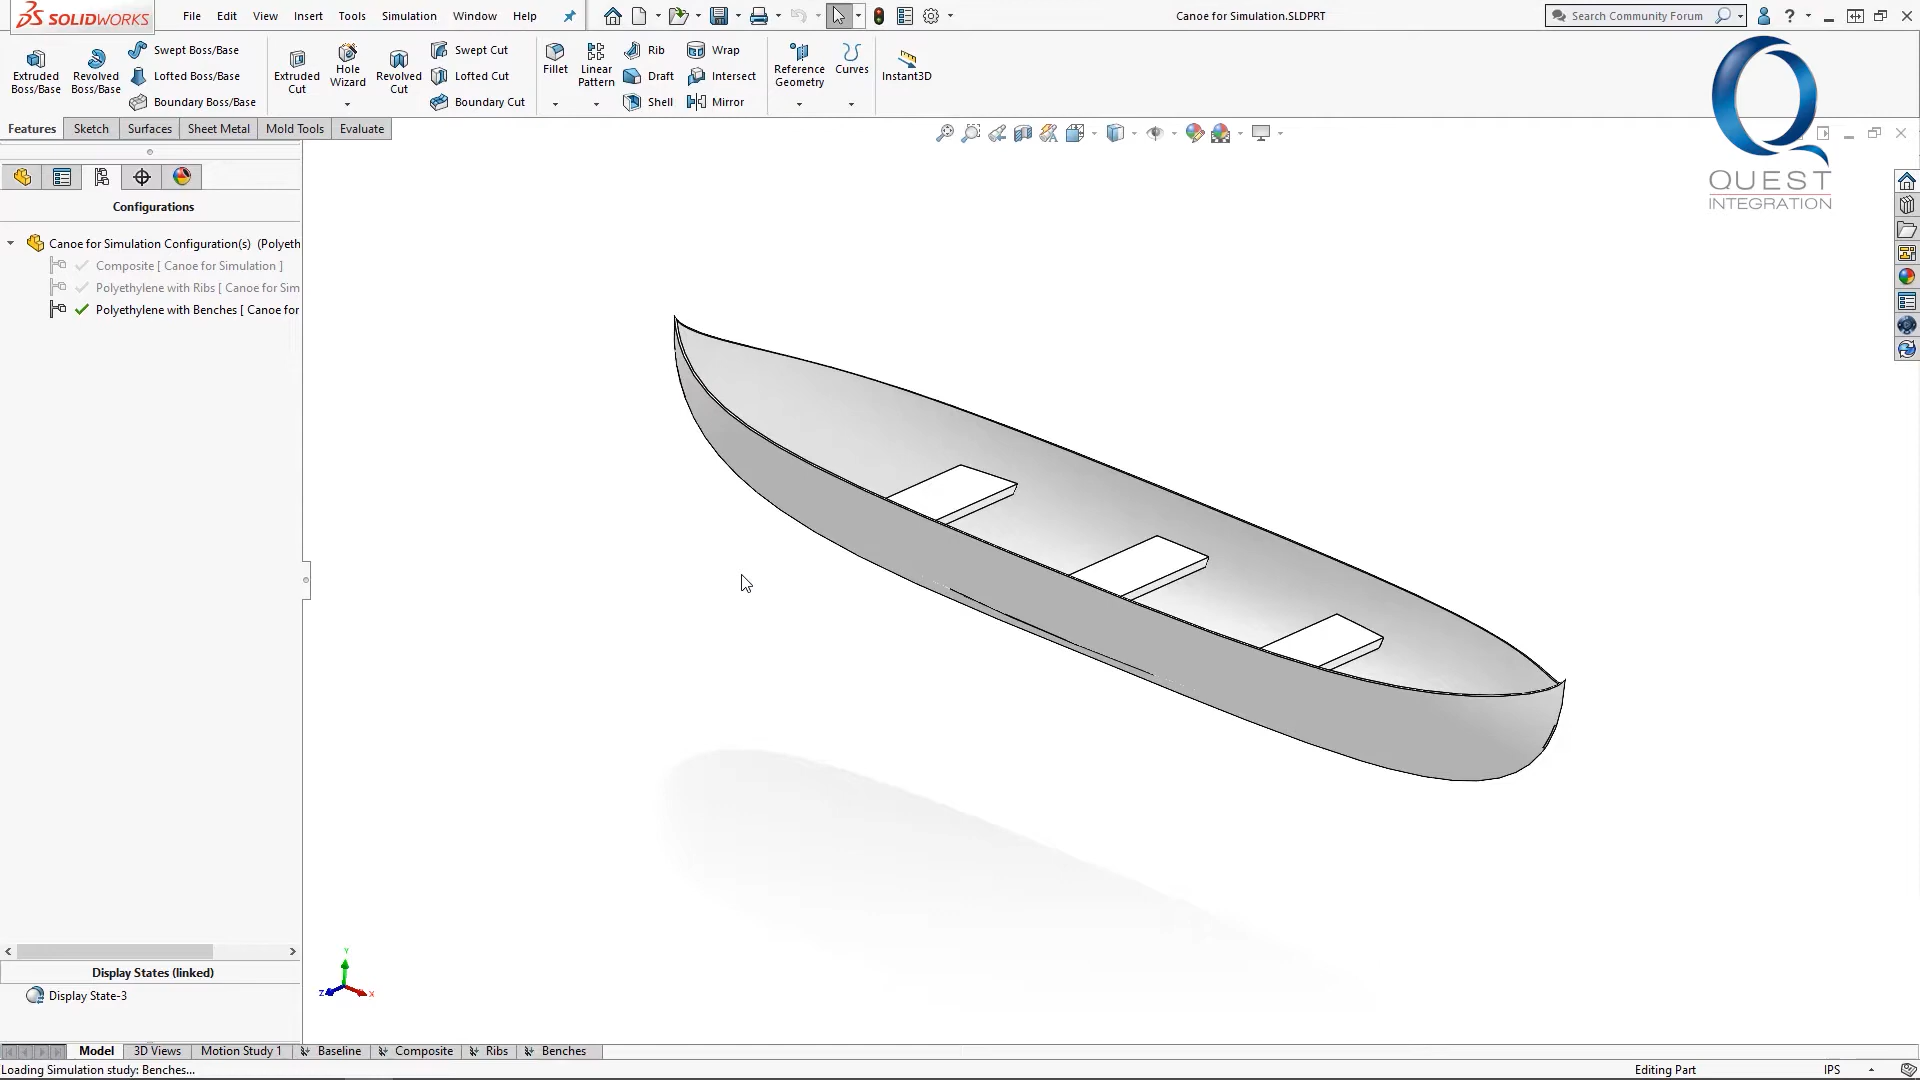 SOLIDWORKS
File Edit View Insert Tools Simulation Window Help
Canoe for Simulation.SLDPRT
Search Community Forum
Extruded Boss/Base
Revolved Boss/Base
Swept Boss/Base
Lofted Boss/Base
Boundary Boss/Base
Extruded Cut
Hole Wizard
Revolved Cut
Swept Cut
Lofted Cut
Boundary Cut
Fillet
Linear Pattern
Rib
Draft
Shell
Wrap
Intersect
Mirror
Reference Geometry
Curves
Instant3D
Features Sketch Surfaces Sheet Metal Mold Tools Evaluate
QUEST
INTEGRATION
Configurations
Canoe for Simulation Configuration(s) (Polyeth
Composite [ Canoe for Simulation ]
Polyethylene with Ribs [ Canoe for Sim
Polyethylene with Benches [ Canoe for
Display States (linked)
Display State-3
Y
Z
X
Model 3D Views Motion Study 1 Baseline Composite Ribs Benches
Loading Simulation study: Benches...
Editing Part
IPS